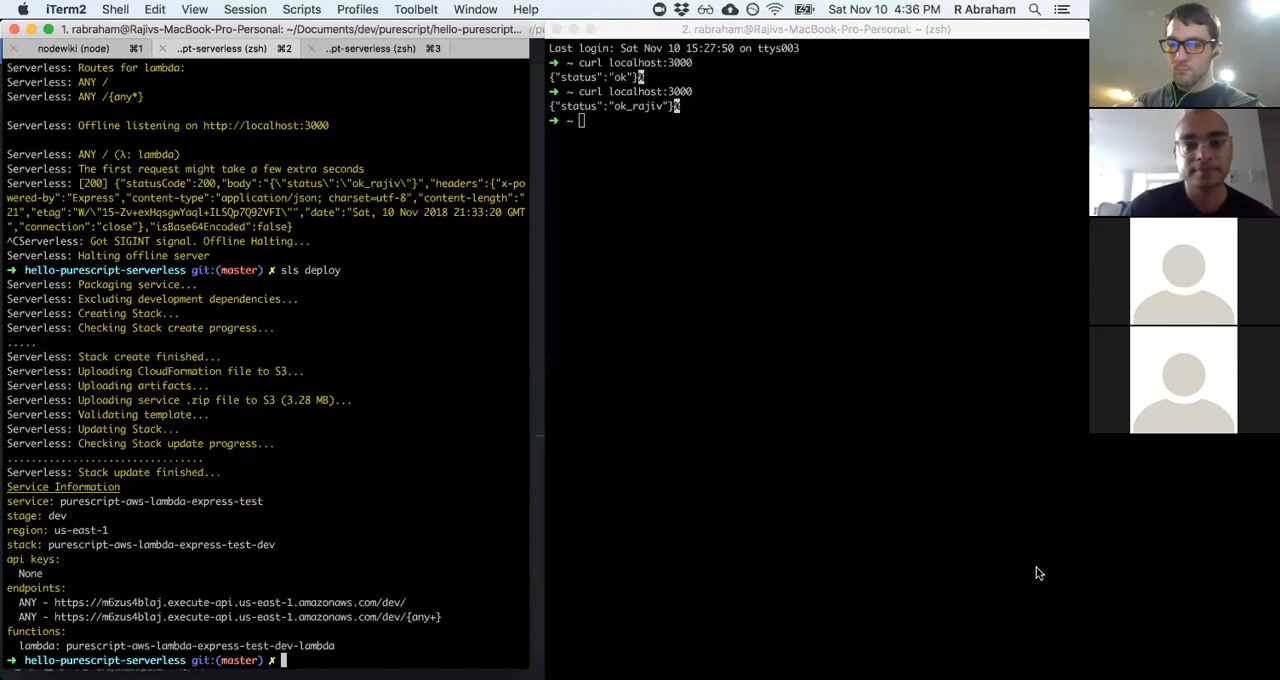 iTerm2 Shell Edit View Session Scripts Profiles Toolbelt Window Help Sat Nov 10 4:36 PM R Abraham
1. rabraham@Rajivs-MacBook-Pro-Personal: ~/Documents/dev/purescript/hello-purescript...
nodewiki (node) ⌘1 ..pt-serverless (zsh) ⌘2 ..pt-serverless (zsh) ⌘3
Serverless: Routes for lambda:
Serverless: ANY /
Serverless: ANY /{any*}
Serverless: Offline listening on http://localhost:3000
Serverless: ANY / (λ: lambda)
Serverless: The first request might take a few extra seconds
Serverless: [200] {"statusCode":200,"body":"{\"status\":\"ok_rajiv\"}","headers":{"x-po
wered-by":"Express","content-type":"application/json; charset=utf-8","content-length":"
21","etag":"W/\"15-Zv+exHqsgwYaql+ILSQp7Q92VFI\"","date":"Sat, 10 Nov 2018 21:33:20 GMT
","connection":"close"},"isBase64Encoded":false}
^CServerless: Got SIGINT signal. Offline Halting...
Serverless: Halting offline server
➜ hello-purescript-serverless git:(master) ✗ sls deploy
Serverless: Packaging service...
Serverless: Excluding development dependencies...
Serverless: Creating Stack...
Serverless: Checking Stack create progress...
.....
Serverless: Stack create finished...
Serverless: Uploading CloudFormation file to S3...
Serverless: Uploading artifacts...
Serverless: Uploading service .zip file to S3 (3.28 MB)...
Serverless: Validating template...
Serverless: Updating Stack...
Serverless: Checking Stack update progress...
.................................
Serverless: Stack update finished...
Service Information
service: purescript-aws-lambda-express-test
stage: dev
region: us-east-1
stack: purescript-aws-lambda-express-test-dev
api keys:
None
endpoints:
ANY - https://m6zus4blaj.execute-api.us-east-1.amazonaws.com/dev/
ANY - https://m6zus4blaj.execute-api.us-east-1.amazonaws.com/dev/{any+}
functions:
lambda: purescript-aws-lambda-express-test-dev-lambda
➜ hello-purescript-serverless git:(master) ✗
2. rabraham@Rajivs-MacBook-Pro-Personal: ~ (zsh)
Last login: Sat Nov 10 15:27:50 on ttys003
➜ ~ curl localhost:3000
{"status":"ok"}%
➜ ~ curl localhost:3000
{"status":"ok_rajiv"}%
➜ ~